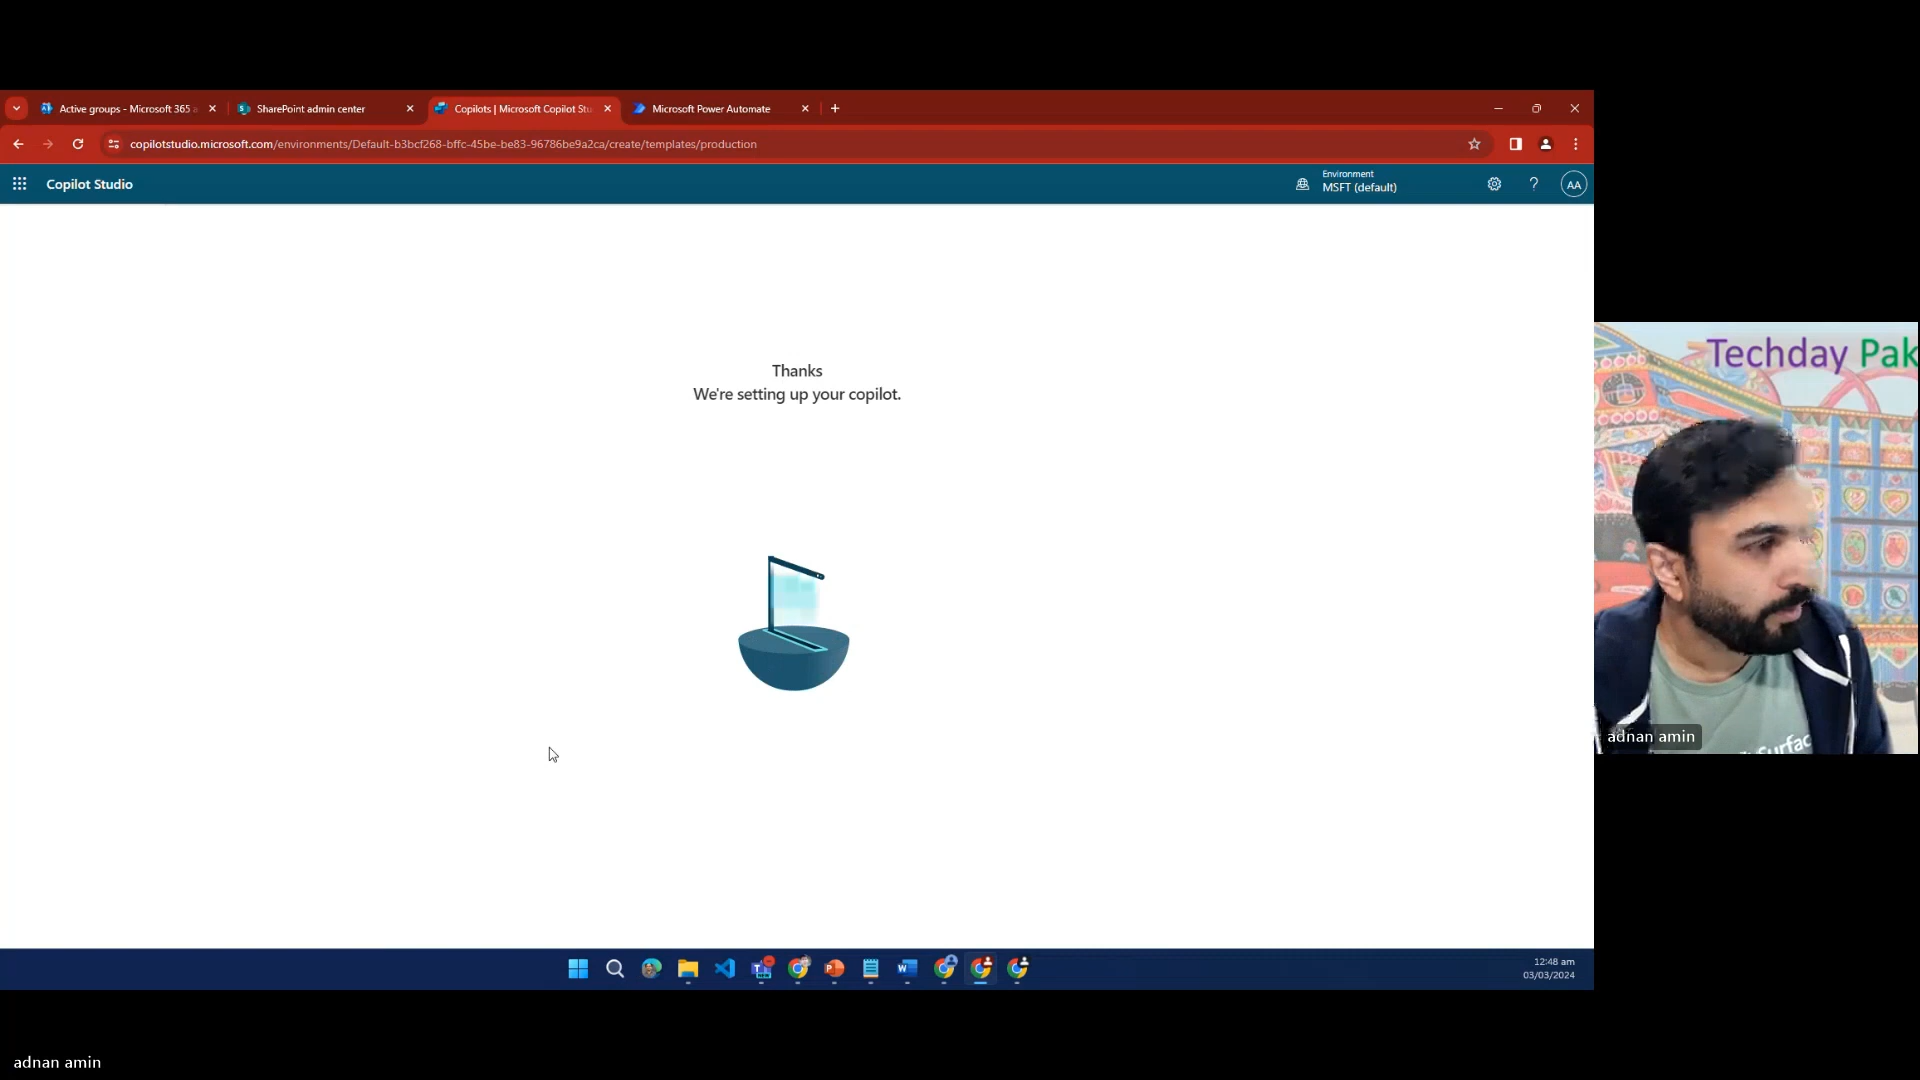 Active groups - Microsoft 365 a
SharePoint admin center
Copilots | Microsoft Copilot Stu
Microsoft Power Automate
copilotstudio.microsoft.com/environments/Default-b3bcf268-bffc-45be-be83-96786be9a2ca/create/templates/production
Copilot Studio
Environment
MSFT (default)
?
AA
Thanks
We're setting up your copilot.
Techday Pak
Surfac
adnan amin
12:48 am
03/03/2024
adnan amin